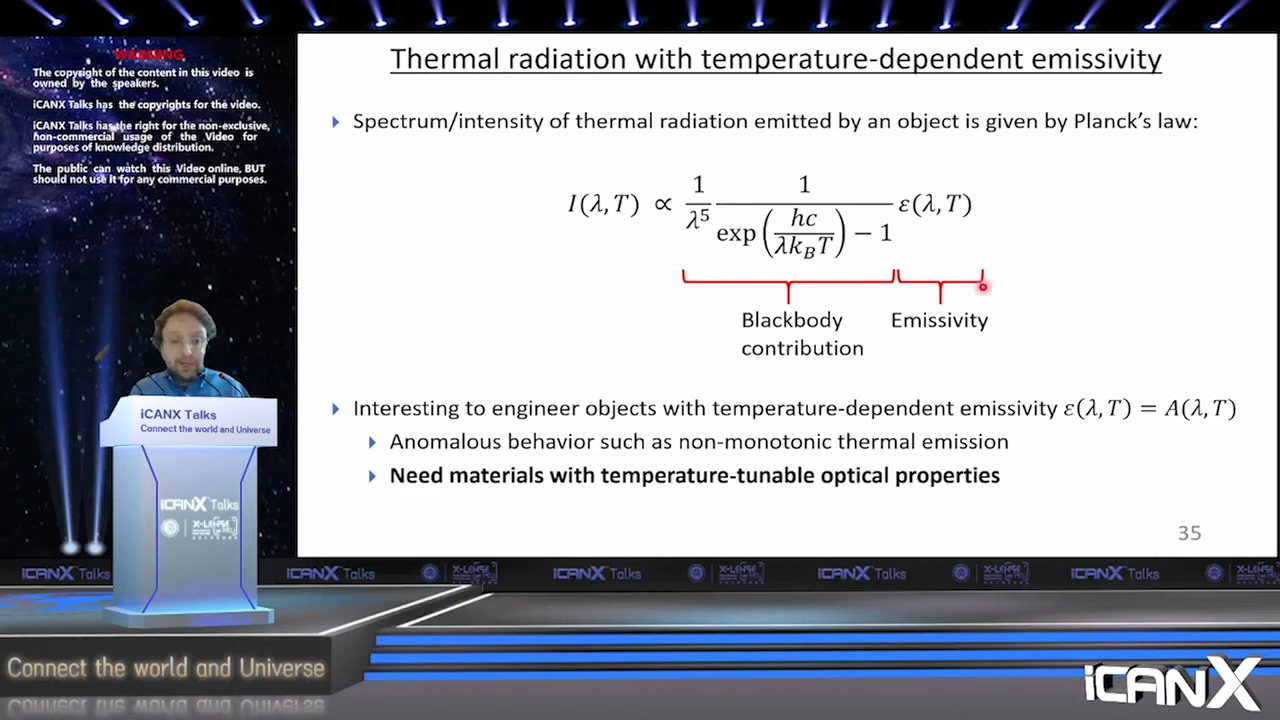 WARNING
The copyright of the content in this video is
owned by the speakers.
iCANX Talks has the copyrights for the video.
iCANX Talks has the right for the non-exclusive,
non-commercial usage of the Video for
purposes of knowledge distribution.
The public can watch this Video online, BUT
should not use it for any commercial purposes.
Thermal radiation with temperature-dependent emissivity
Spectrum/intensity of thermal radiation emitted by an object is given by Planck's law:
I(λ, T) ∝ 1/λ⁵ 1/(exp(hc/(λk_BT)) − 1) ε(λ, T)
Blackbody
contribution
Emissivity
Interesting to engineer objects with temperature-dependent emissivity ε(λ, T) = A(λ, T)
Anomalous behavior such as non-monotonic thermal emission
Need materials with temperature-tunable optical properties
35
iCANX Talks
Connect the world and Universe
iCANX Talks
X-LENSE
iCANX Talks
iCANX Talks
X-LENSE
iCANX Talks
X-LENSE
iCANX Talks
X-LENSE
iCANX Talks
X-LENSE
Connect the world and Universe
iCANX